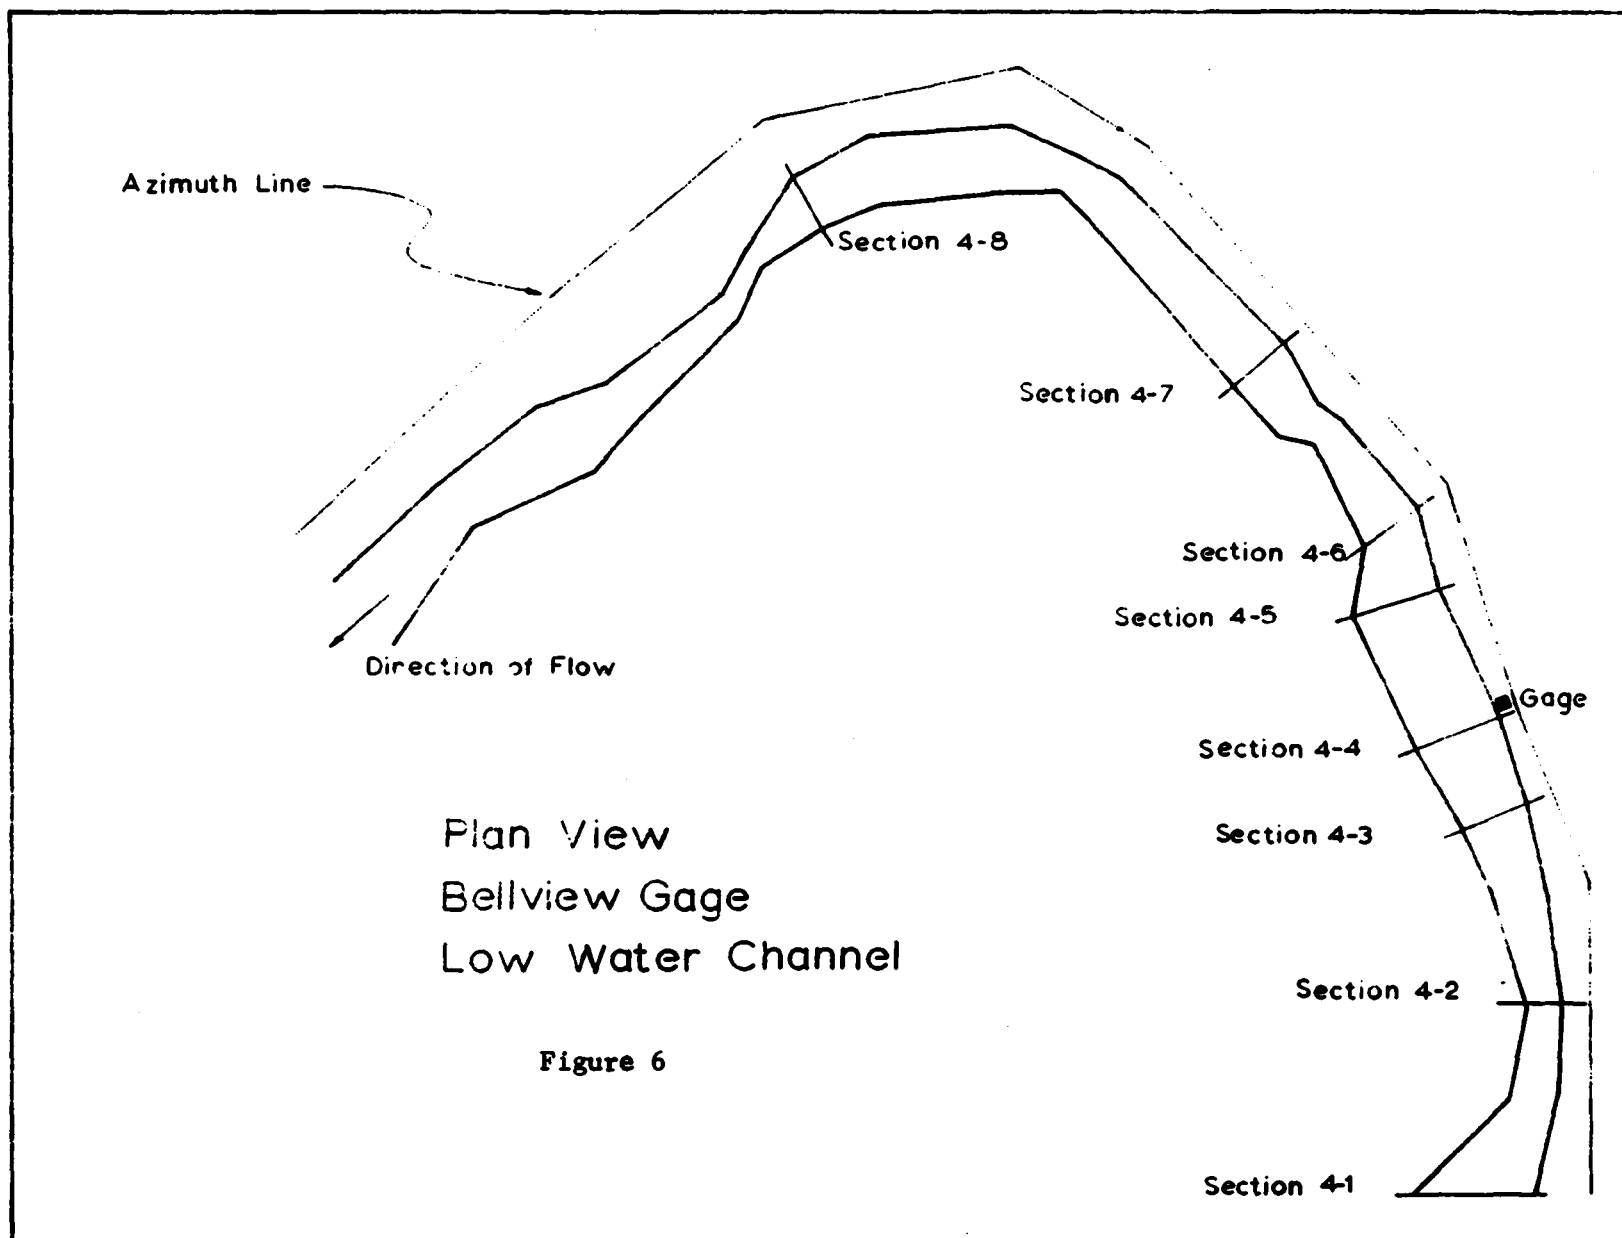 Azimuth Line
Section 4-8
Section 4-7
Section 4-6
Section 4-5
Direction of Flow
Gage
Section 4-4
Section 4-3
Plan View
Bellview Gage
Low Water Channel
Section 4-2
Figure 6
Section 4-1